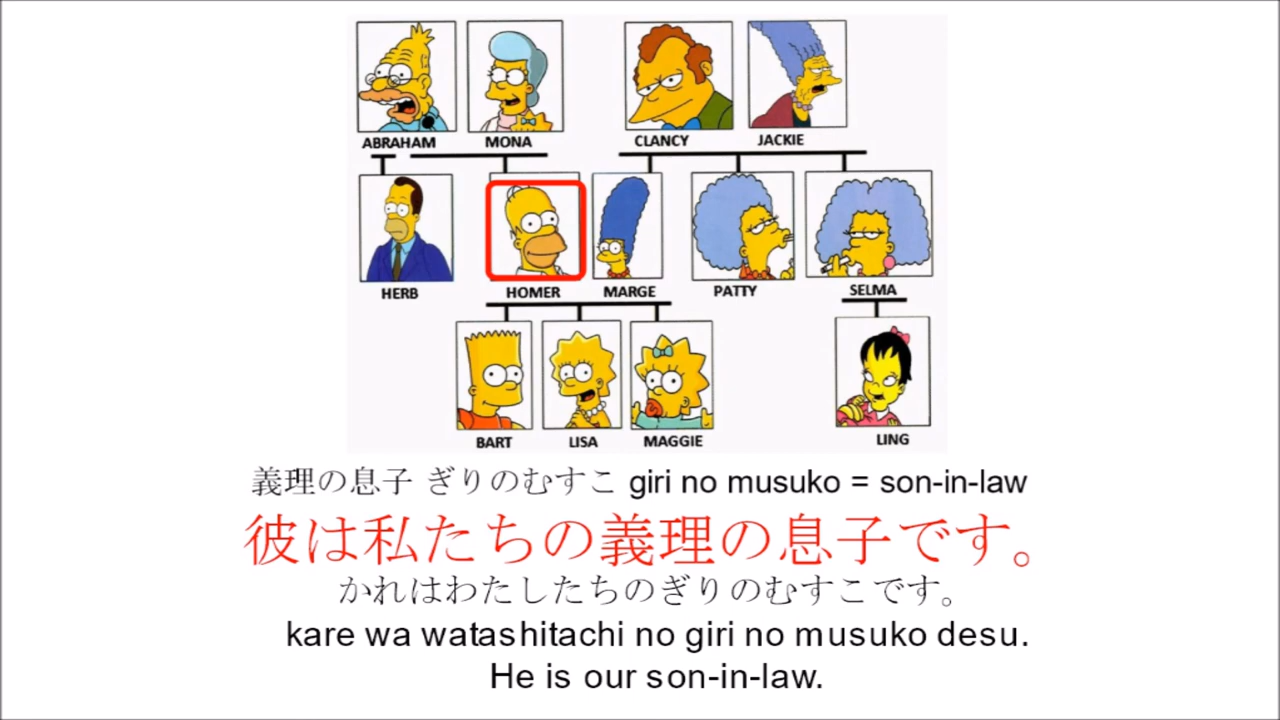 ABRAHAM MONA CLANCY JACKIE
HERB HOMER MARGE PATTY SELMA
BART LISA MAGGIE LING
義理の息子 ぎりのむすこ giri no musuko = son-in-law
彼は私たちの義理の息子です。
かれはわたしたちのぎりのむすこです。
kare wa watashitachi no giri no musuko desu.
He is our son-in-law.